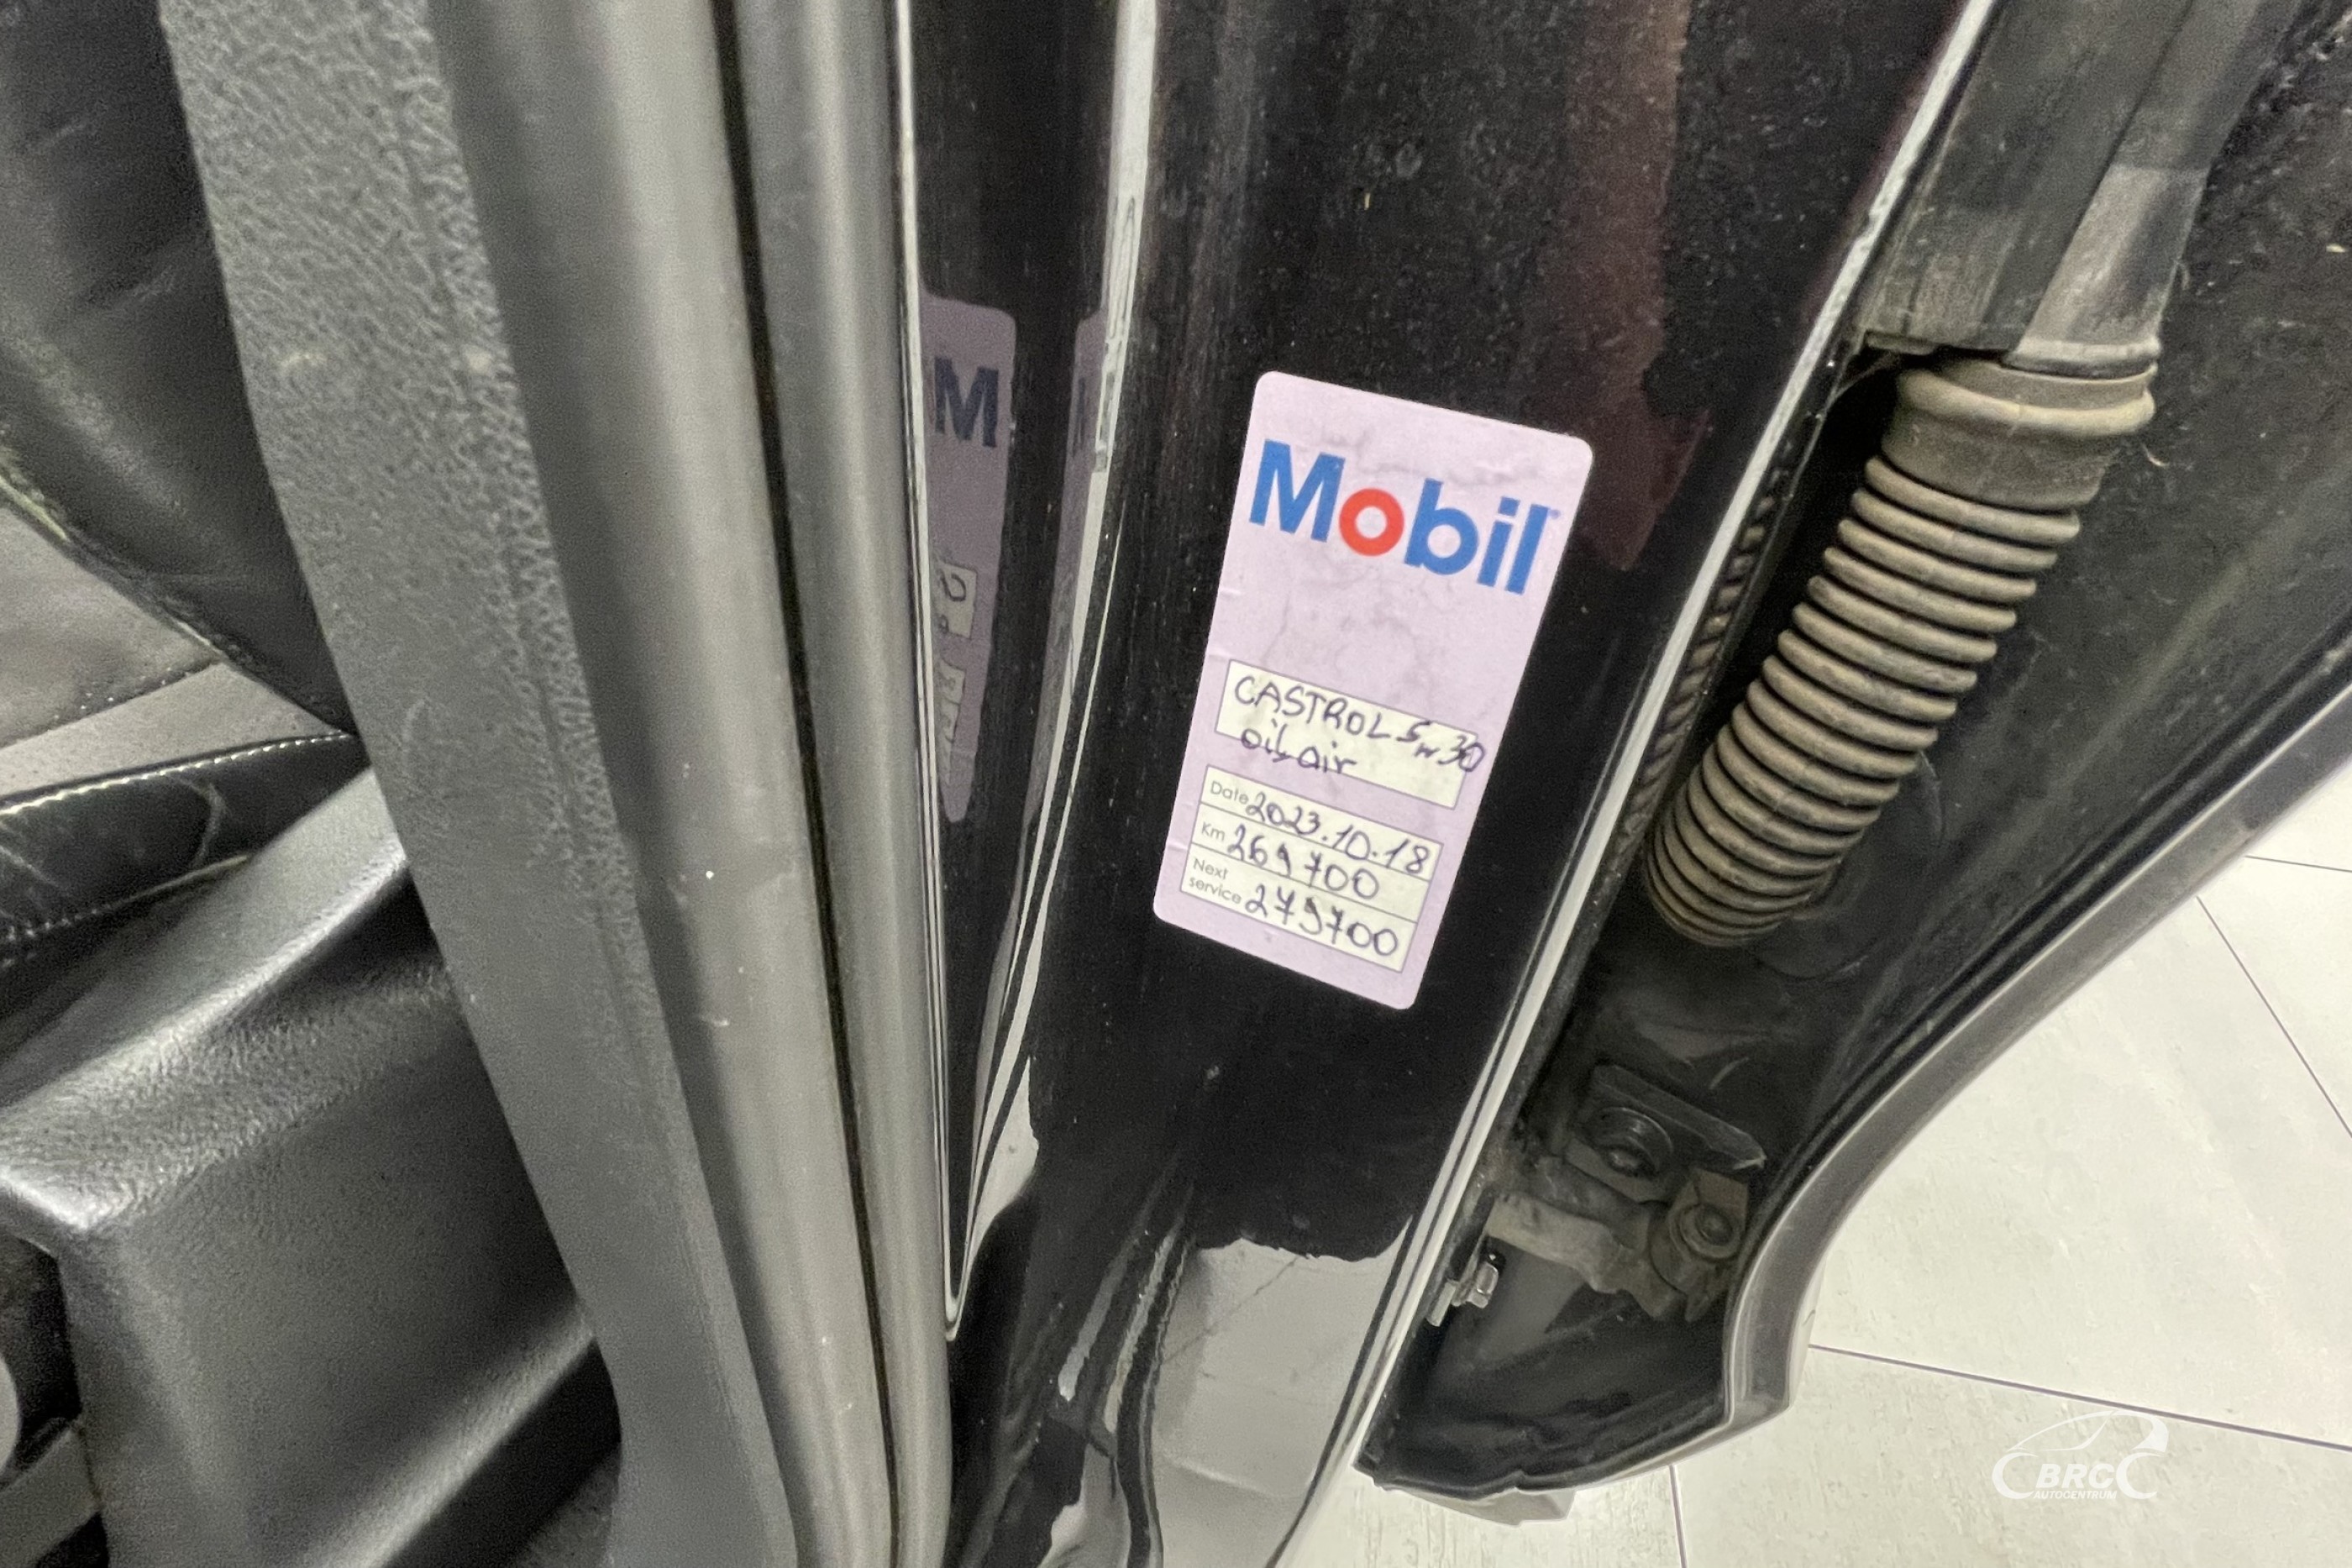 Mobil
CASTROL 5w30
oil, air
Date 2023.10.18
Km 269700
Next
service 279700
M
BRC
AUTOCENTRUM